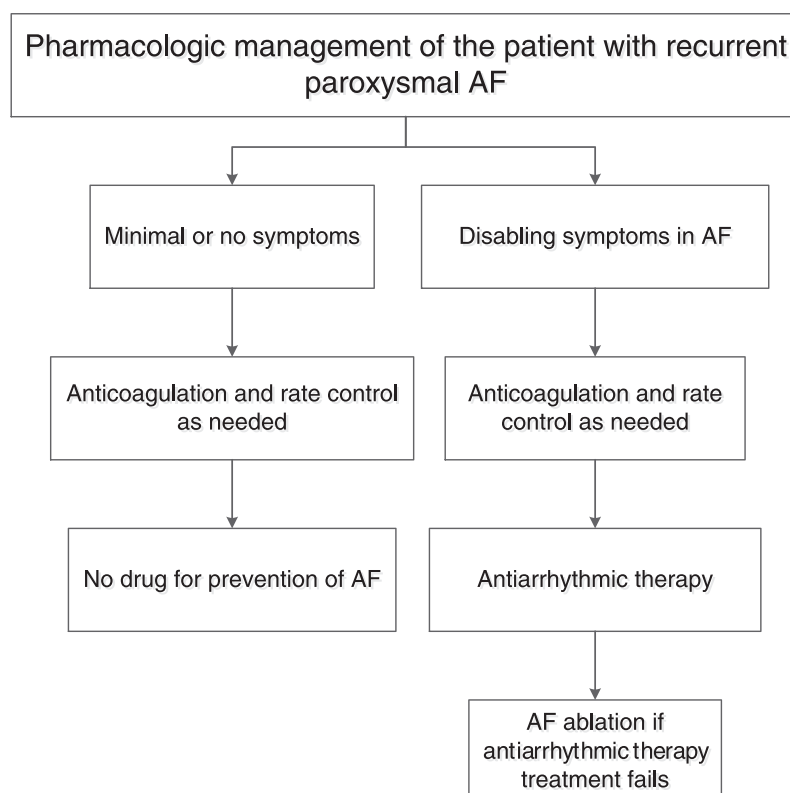 Pharmacologic management of the patient with recurrent
paroxysmal AF
Minimal or no symptoms
Disabling symptoms in AF
Anticoagulation and rate control
as needed
Anticoagulation and rate
control as needed
No drug for prevention of AF
Antiarrhythmic therapy
AF ablation if
antiarrhythmic therapy
treatment fails